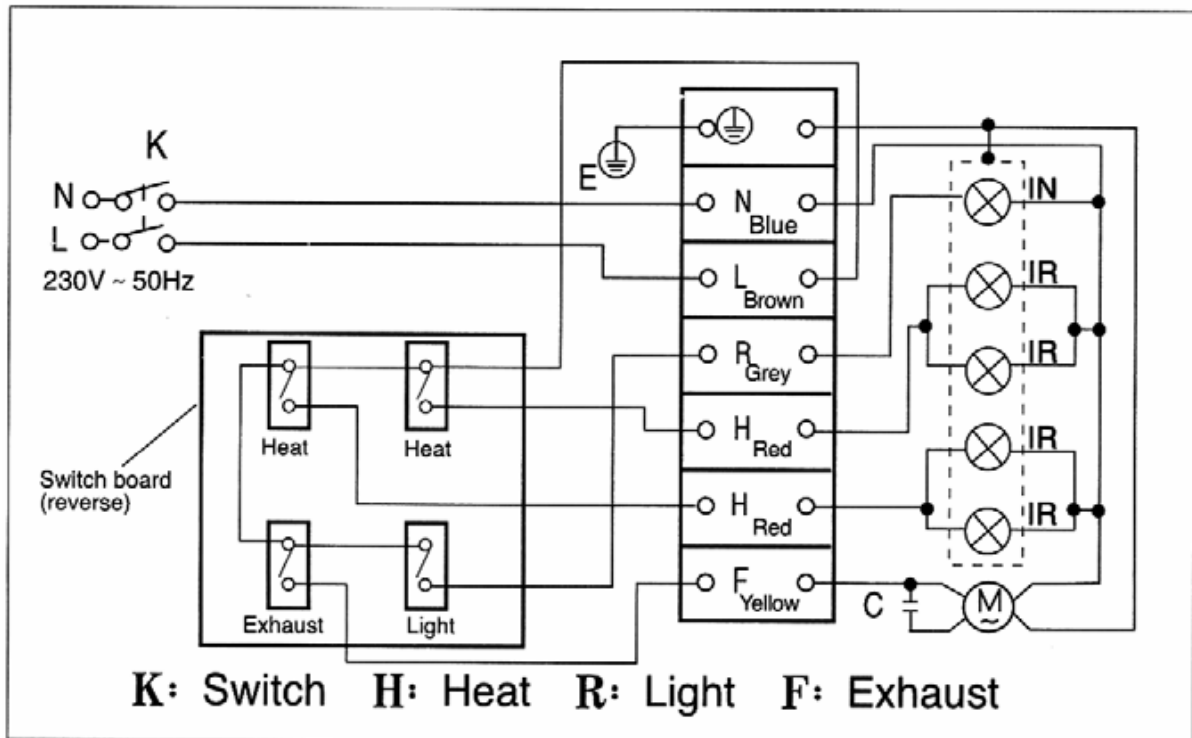 K
N
L
230V ~ 50Hz
E
N
Blue
L
Brown
R
Grey
H
Red
H
Red
F
Yellow
IN
IR
IR
IR
IR
C
M
~
Heat
Heat
Switch board
(reverse)
Exhaust
Light
K: Switch H: Heat R: Light F: Exhaust